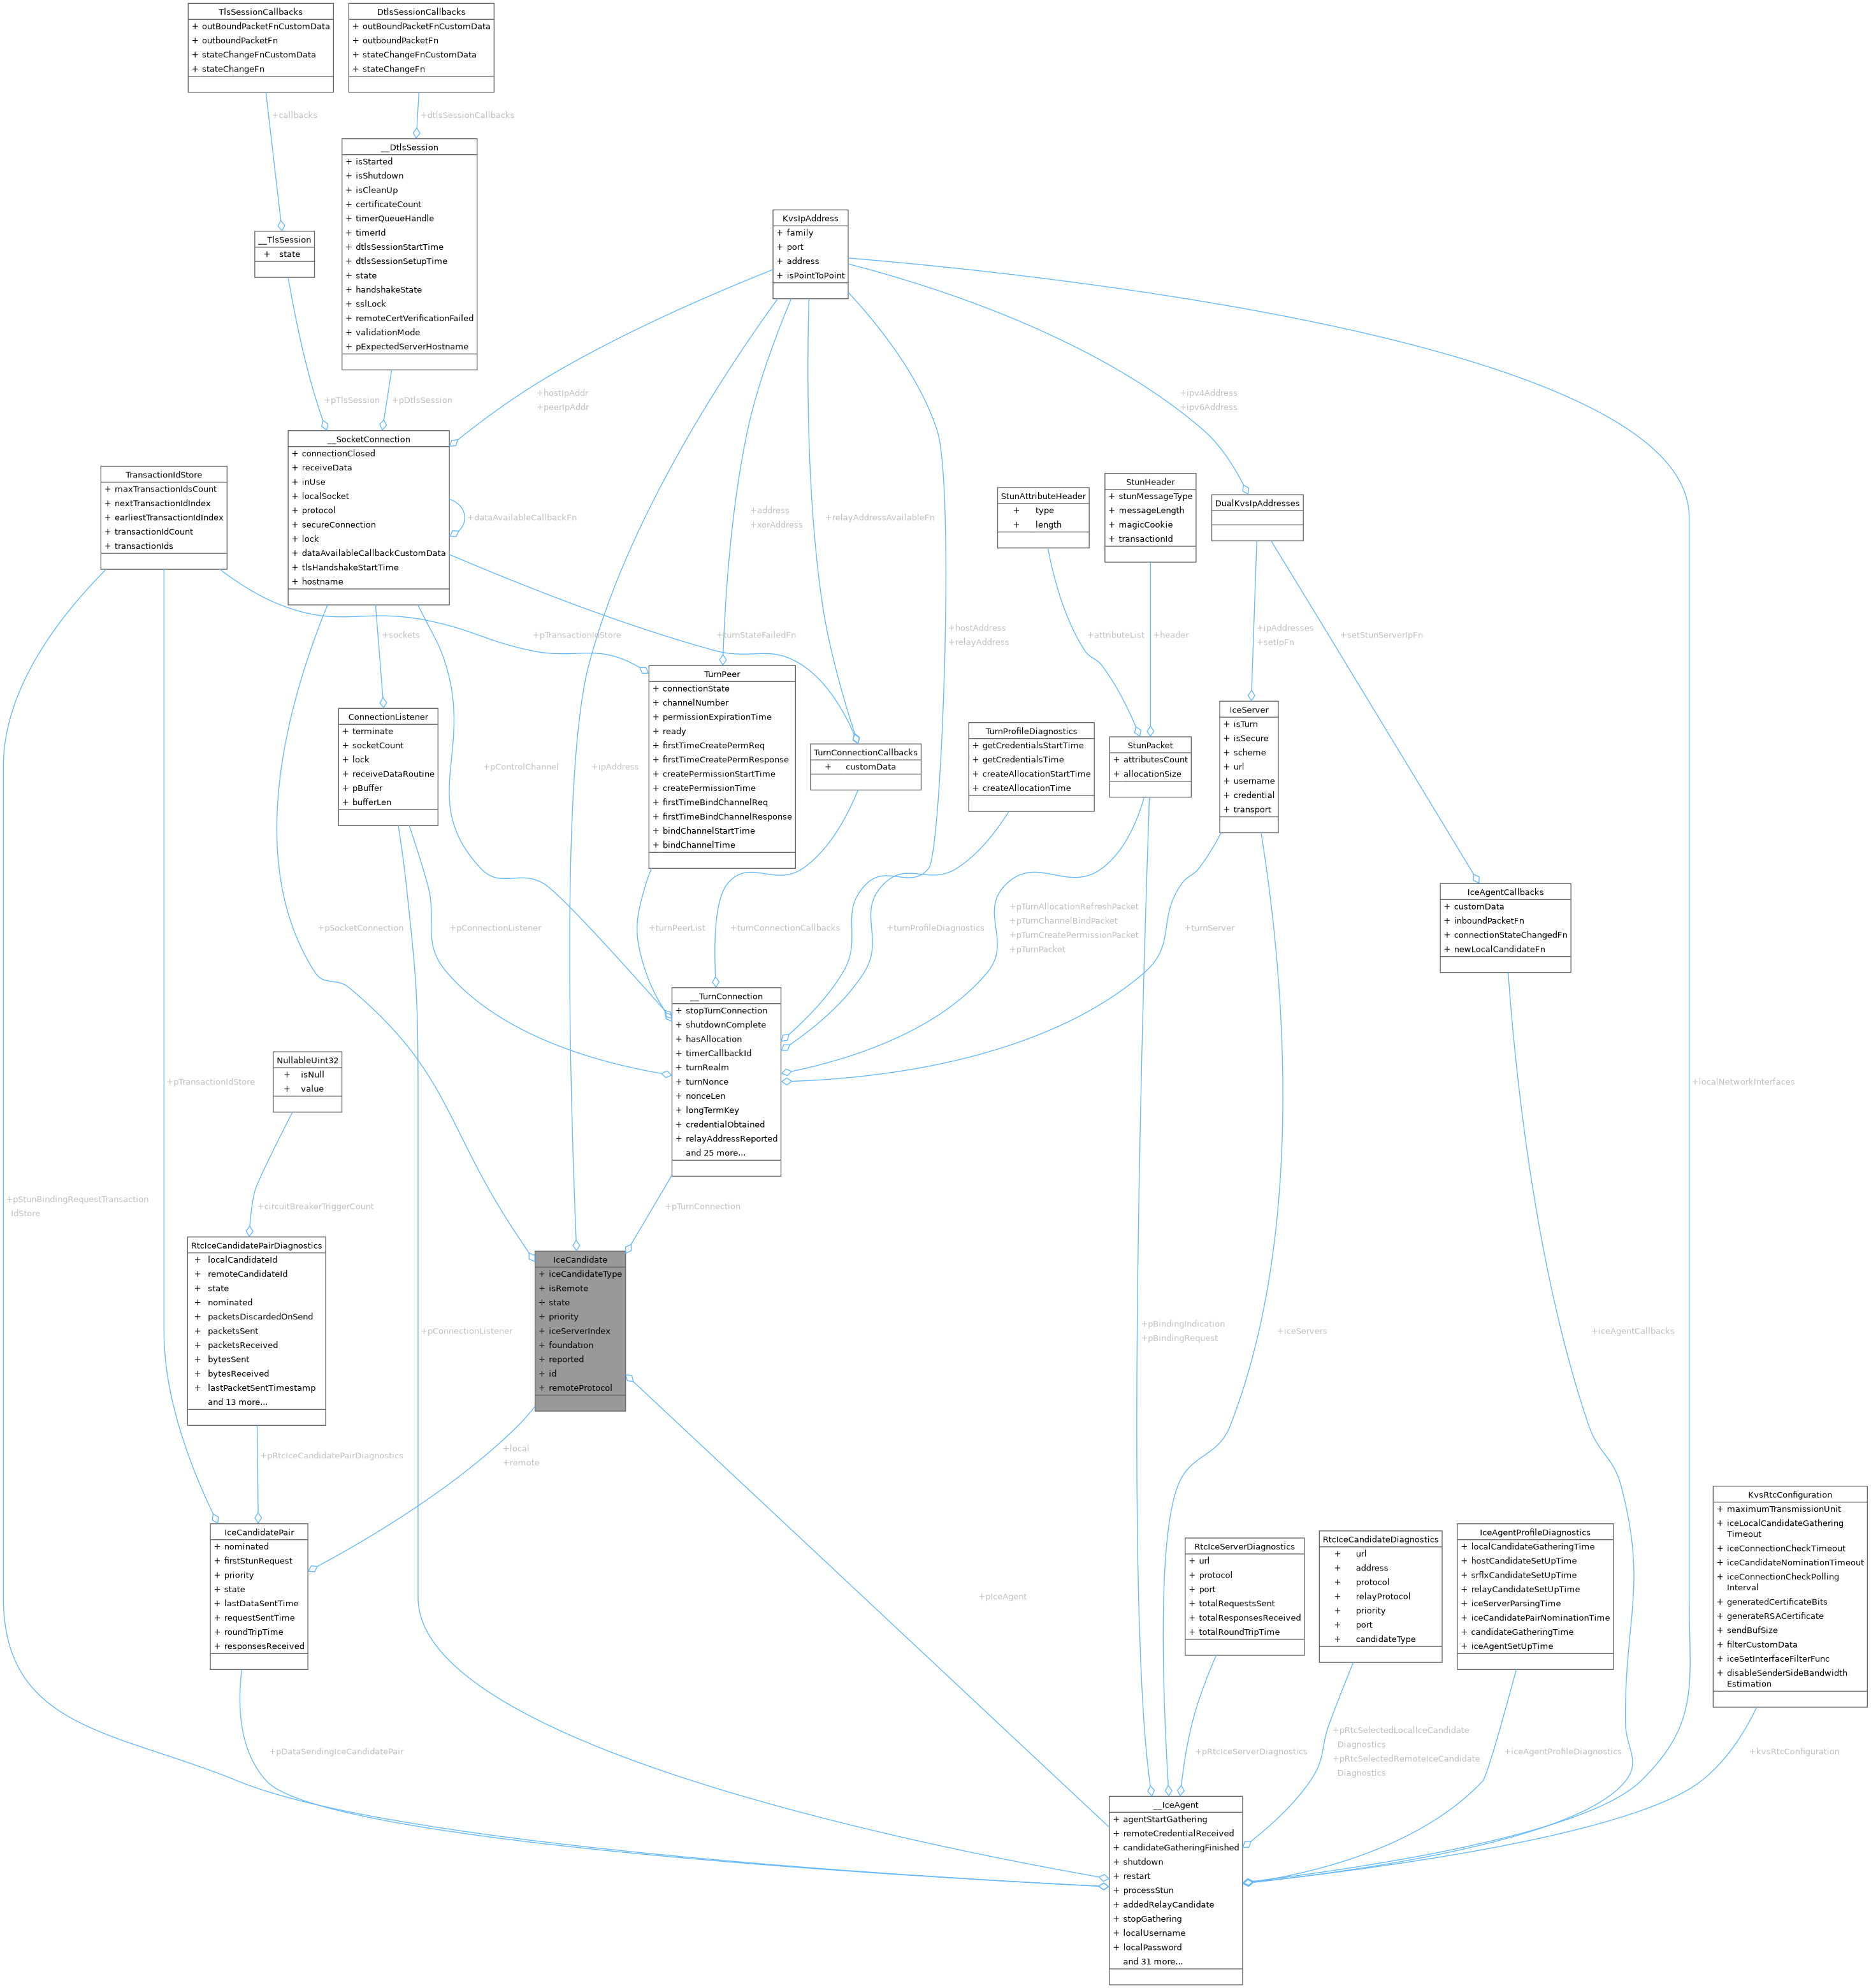 TlsSessionCallbacks
+ outBoundPacketFnCustomData
+ outboundPacketFn
+ stateChangeFnCustomData
+ stateChangeFn
DtlsSessionCallbacks
+ outBoundPacketFnCustomData
+ outboundPacketFn
+ stateChangeFnCustomData
+ stateChangeFn
+callbacks
+dtlsSessionCallbacks
__DtlsSession
+ isStarted
+ isShutdown
+ isCleanUp
+ certificateCount
+ timerQueueHandle
+ timerId
+ dtlsSessionStartTime
+ dtlsSessionSetupTime
+ state
+ handshakeState
+ sslLock
+ remoteCertVerificationFailed
+ validationMode
+ pExpectedServerHostname
__TlsSession
+ state
KvsIpAddress
+ family
+ port
+ address
+ isPointToPoint
+pTlsSession
+pDtlsSession
+hostIpAddr
+peerIpAddr
+ipv4Address
+ipv6Address
__SocketConnection
+ connectionClosed
+ receiveData
+ inUse
+ localSocket
+ protocol
+ secureConnection
+ lock
+ dataAvailableCallbackCustomData
+ tlsHandshakeStartTime
+ hostname
+dataAvailableCallbackFn
TransactionIdStore
+ maxTransactionIdsCount
+ nextTransactionIdIndex
+ earliestTransactionIdIndex
+ transactionIdCount
+ transactionIds
+address
+xorAddress
+relayAddressAvailableFn
StunAttributeHeader
+ type
+ length
StunHeader
+ stunMessageType
+ messageLength
+ magicCookie
+ transactionId
DualKvsIpAddresses
+sockets
+pTransactionIdStore
+turnStateFailedFn
+hostAddress
+relayAddress
+attributeList
+header
+ipAddresses
+setIpFn
+setStunServerIpFn
ConnectionListener
+ terminate
+ socketCount
+ lock
+ receiveDataRoutine
+ pBuffer
+ bufferLen
+pControlChannel
+ipAddress
TurnPeer
+ connectionState
+ channelNumber
+ permissionExpirationTime
+ ready
+ firstTimeCreatePermReq
+ firstTimeCreatePermResponse
+ createPermissionStartTime
+ createPermissionTime
+ firstTimeBindChannelReq
+ firstTimeBindChannelResponse
+ bindChannelStartTime
+ bindChannelTime
TurnConnectionCallbacks
+ customData
TurnProfileDiagnostics
+ getCredentialsStartTime
+ getCredentialsTime
+ createAllocationStartTime
+ createAllocationTime
StunPacket
+ attributesCount
+ allocationSize
IceServer
+ isTurn
+ isSecure
+ scheme
+ url
+ username
+ credential
+ transport
IceAgentCallbacks
+ customData
+ inboundPacketFn
+ connectionStateChangedFn
+ newLocalCandidateFn
+pSocketConnection
+pConnectionListener
+turnPeerList
+turnConnectionCallbacks
+turnProfileDiagnostics
+pTurnAllocationRefreshPacket
+pTurnChannelBindPacket
+pTurnCreatePermissionPacket
+pTurnPacket
+turnServer
__TurnConnection
+ stopTurnConnection
+ shutdownComplete
+ hasAllocation
+ timerCallbackId
+ turnRealm
+ turnNonce
+ nonceLen
+ longTermKey
+ credentialObtained
+ relayAddressReported
and 25 more...
NullableUint32
+ isNull
+ value
+pTransactionIdStore
+localNetworkInterfaces
+pStunBindingRequestTransaction
IdStore
+circuitBreakerTriggerCount
+pTurnConnection
RtcIceCandidatePairDiagnostics
+ localCandidateId
+ remoteCandidateId
+ state
+ nominated
+ packetsDiscardedOnSend
+ packetsSent
+ packetsReceived
+ bytesSent
+ bytesReceived
+ lastPacketSentTimestamp
and 13 more...
+pConnectionListener
IceCandidate
+ iceCandidateType
+ isRemote
+ state
+ priority
+ iceServerIndex
+ foundation
+ reported
+ id
+ remoteProtocol
+pBindingIndication
+pBindingRequest
+iceServers
+iceAgentCallbacks
+pRtcIceCandidatePairDiagnostics
+local
+remote
IceCandidatePair
+ nominated
+ firstStunRequest
+ priority
+ state
+ lastDataSentTime
+ requestSentTime
+ roundTripTime
+ responsesReceived
+pIceAgent
RtcIceServerDiagnostics
+ url
+ protocol
+ port
+ totalRequestsSent
+ totalResponsesReceived
+ totalRoundTripTime
RtcIceCandidateDiagnostics
+ url
+ address
+ protocol
+ relayProtocol
+ priority
+ port
+ candidateType
IceAgentProfileDiagnostics
+ localCandidateGatheringTime
+ hostCandidateSetUpTime
+ srflxCandidateSetUpTime
+ relayCandidateSetUpTime
+ iceServerParsingTime
+ iceCandidatePairNominationTime
+ candidateGatheringTime
+ iceAgentSetUpTime
KvsRtcConfiguration
+ maximumTransmissionUnit
+ iceLocalCandidateGathering
Timeout
+ iceConnectionCheckTimeout
+ iceCandidateNominationTimeout
+ iceConnectionCheckPolling
Interval
+ generatedCertificateBits
+ generateRSACertificate
+ sendBufSize
+ filterCustomData
+ iceSetInterfaceFilterFunc
+ disableSenderSideBandwidth
Estimation
+pDataSendingIceCandidatePair
+pRtcIceServerDiagnostics
+pRtcSelectedLocalIceCandidate
Diagnostics
+pRtcSelectedRemoteIceCandidate
Diagnostics
+iceAgentProfileDiagnostics
+kvsRtcConfiguration
__IceAgent
+ agentStartGathering
+ remoteCredentialReceived
+ candidateGatheringFinished
+ shutdown
+ restart
+ processStun
+ addedRelayCandidate
+ stopGathering
+ localUsername
+ localPassword
and 31 more...